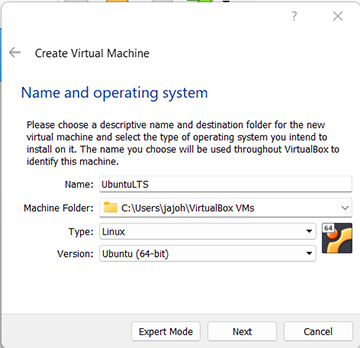 ? ×
← Create Virtual Machine
Name and operating system
Please choose a descriptive name and destination folder for the new
virtual machine and select the type of operating system you intend to
install on it. The name you choose will be used throughout VirtualBox to
identify this machine.
Name: UbuntuLTS
Machine Folder: C:\Users\jajoh\VirtualBox VMs
Type: Linux
64
Version: Ubuntu (64-bit)
Expert Mode Next Cancel